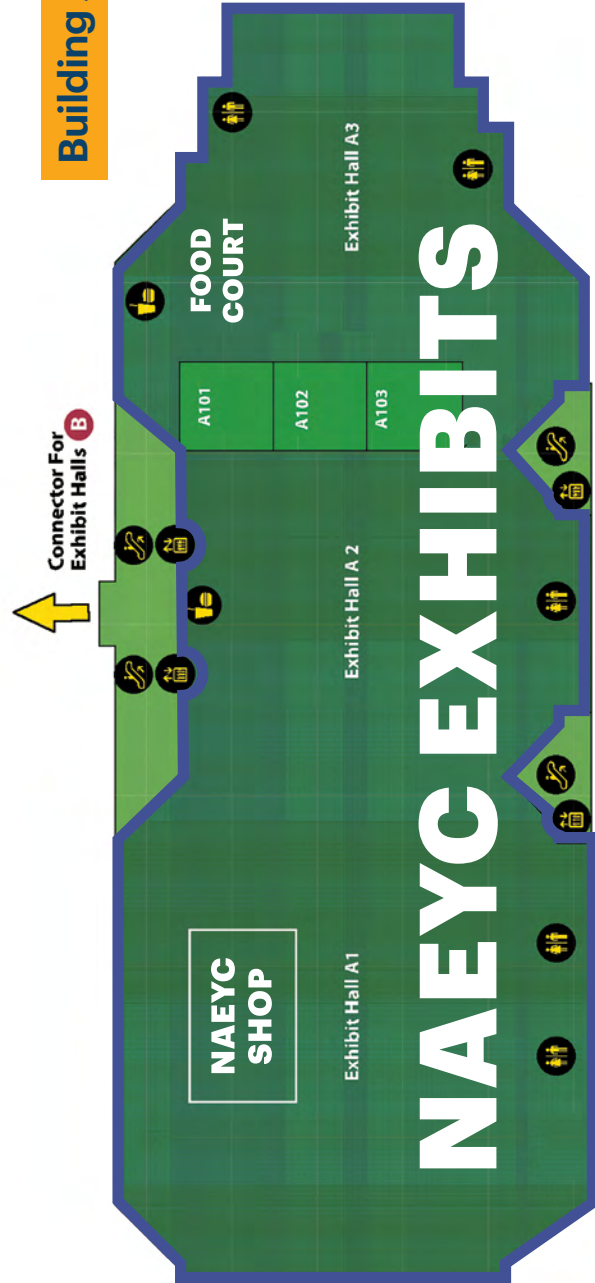 Building
Connector For
Exhibit Halls B
NAEYC
SHOP
Exhibit Hall A1
Exhibit Hall A 2
A101
A102
A103
FOOD
COURT
Exhibit Hall A3
NAEYC EXHIBITS